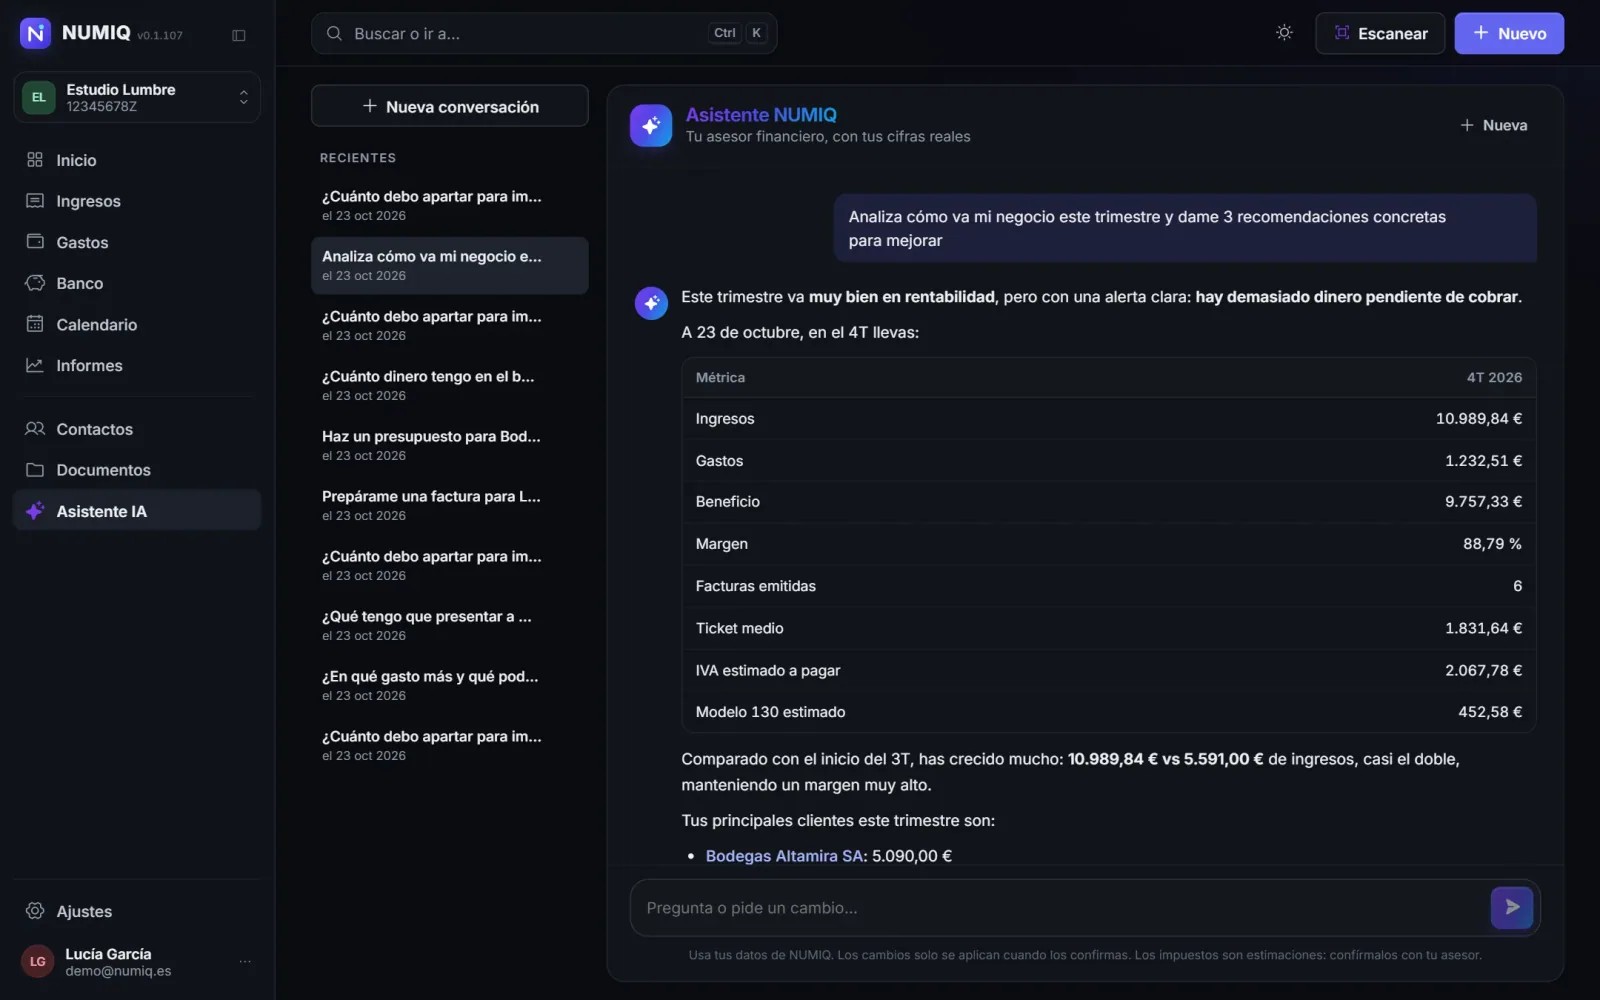 NUMIQ v0.1.107
EL
Estudio Lumbre
12345678Z
Inicio
Ingresos
Gastos
Banco
Calendario
Informes
Contactos
Documentos
Asistente IA
Ajustes
LG
Lucía García
demo@numiq.es
Buscar o ir a...
Ctrl K
Escanear
Nuevo
Nueva conversación
RECIENTES
¿Cuánto debo apartar para im...
el 23 oct 2026
Analiza cómo va mi negocio e...
el 23 oct 2026
¿Cuánto debo apartar para im...
el 23 oct 2026
¿Cuánto dinero tengo en el b...
el 23 oct 2026
Haz un presupuesto para Bod...
el 23 oct 2026
Prepárame una factura para L...
el 23 oct 2026
¿Cuánto debo apartar para im...
el 23 oct 2026
¿Qué tengo que presentar a ...
el 23 oct 2026
¿En qué gasto más y qué pod...
el 23 oct 2026
¿Cuánto debo apartar para im...
el 23 oct 2026
Asistente NUMIQ
Tu asesor financiero, con tus cifras reales
Nueva
Analiza cómo va mi negocio este trimestre y dame 3 recomendaciones concretas
para mejorar
Este trimestre va muy bien en rentabilidad, pero con una alerta clara: hay demasiado dinero pendiente de cobrar.
A 23 de octubre, en el 4T llevas:
Métrica 4T 2026
Ingresos 10.989,84 €
Gastos 1.232,51 €
Beneficio 9.757,33 €
Margen 88,79 %
Facturas emitidas 6
Ticket medio 1.831,64 €
IVA estimado a pagar 2.067,78 €
Modelo 130 estimado 452,58 €
Comparado con el inicio del 3T, has crecido mucho: 10.989,84 € vs 5.591,00 € de ingresos, casi el doble,
manteniendo un margen muy alto.
Tus principales clientes este trimestre son:
• Bodegas Altamira SA: 5.090,00 €
Pregunta o pide un cambio...
Usa tus datos de NUMIQ. Los cambios solo se aplican cuando los confirmas. Los impuestos son estimaciones: confírmalos con tu asesor.